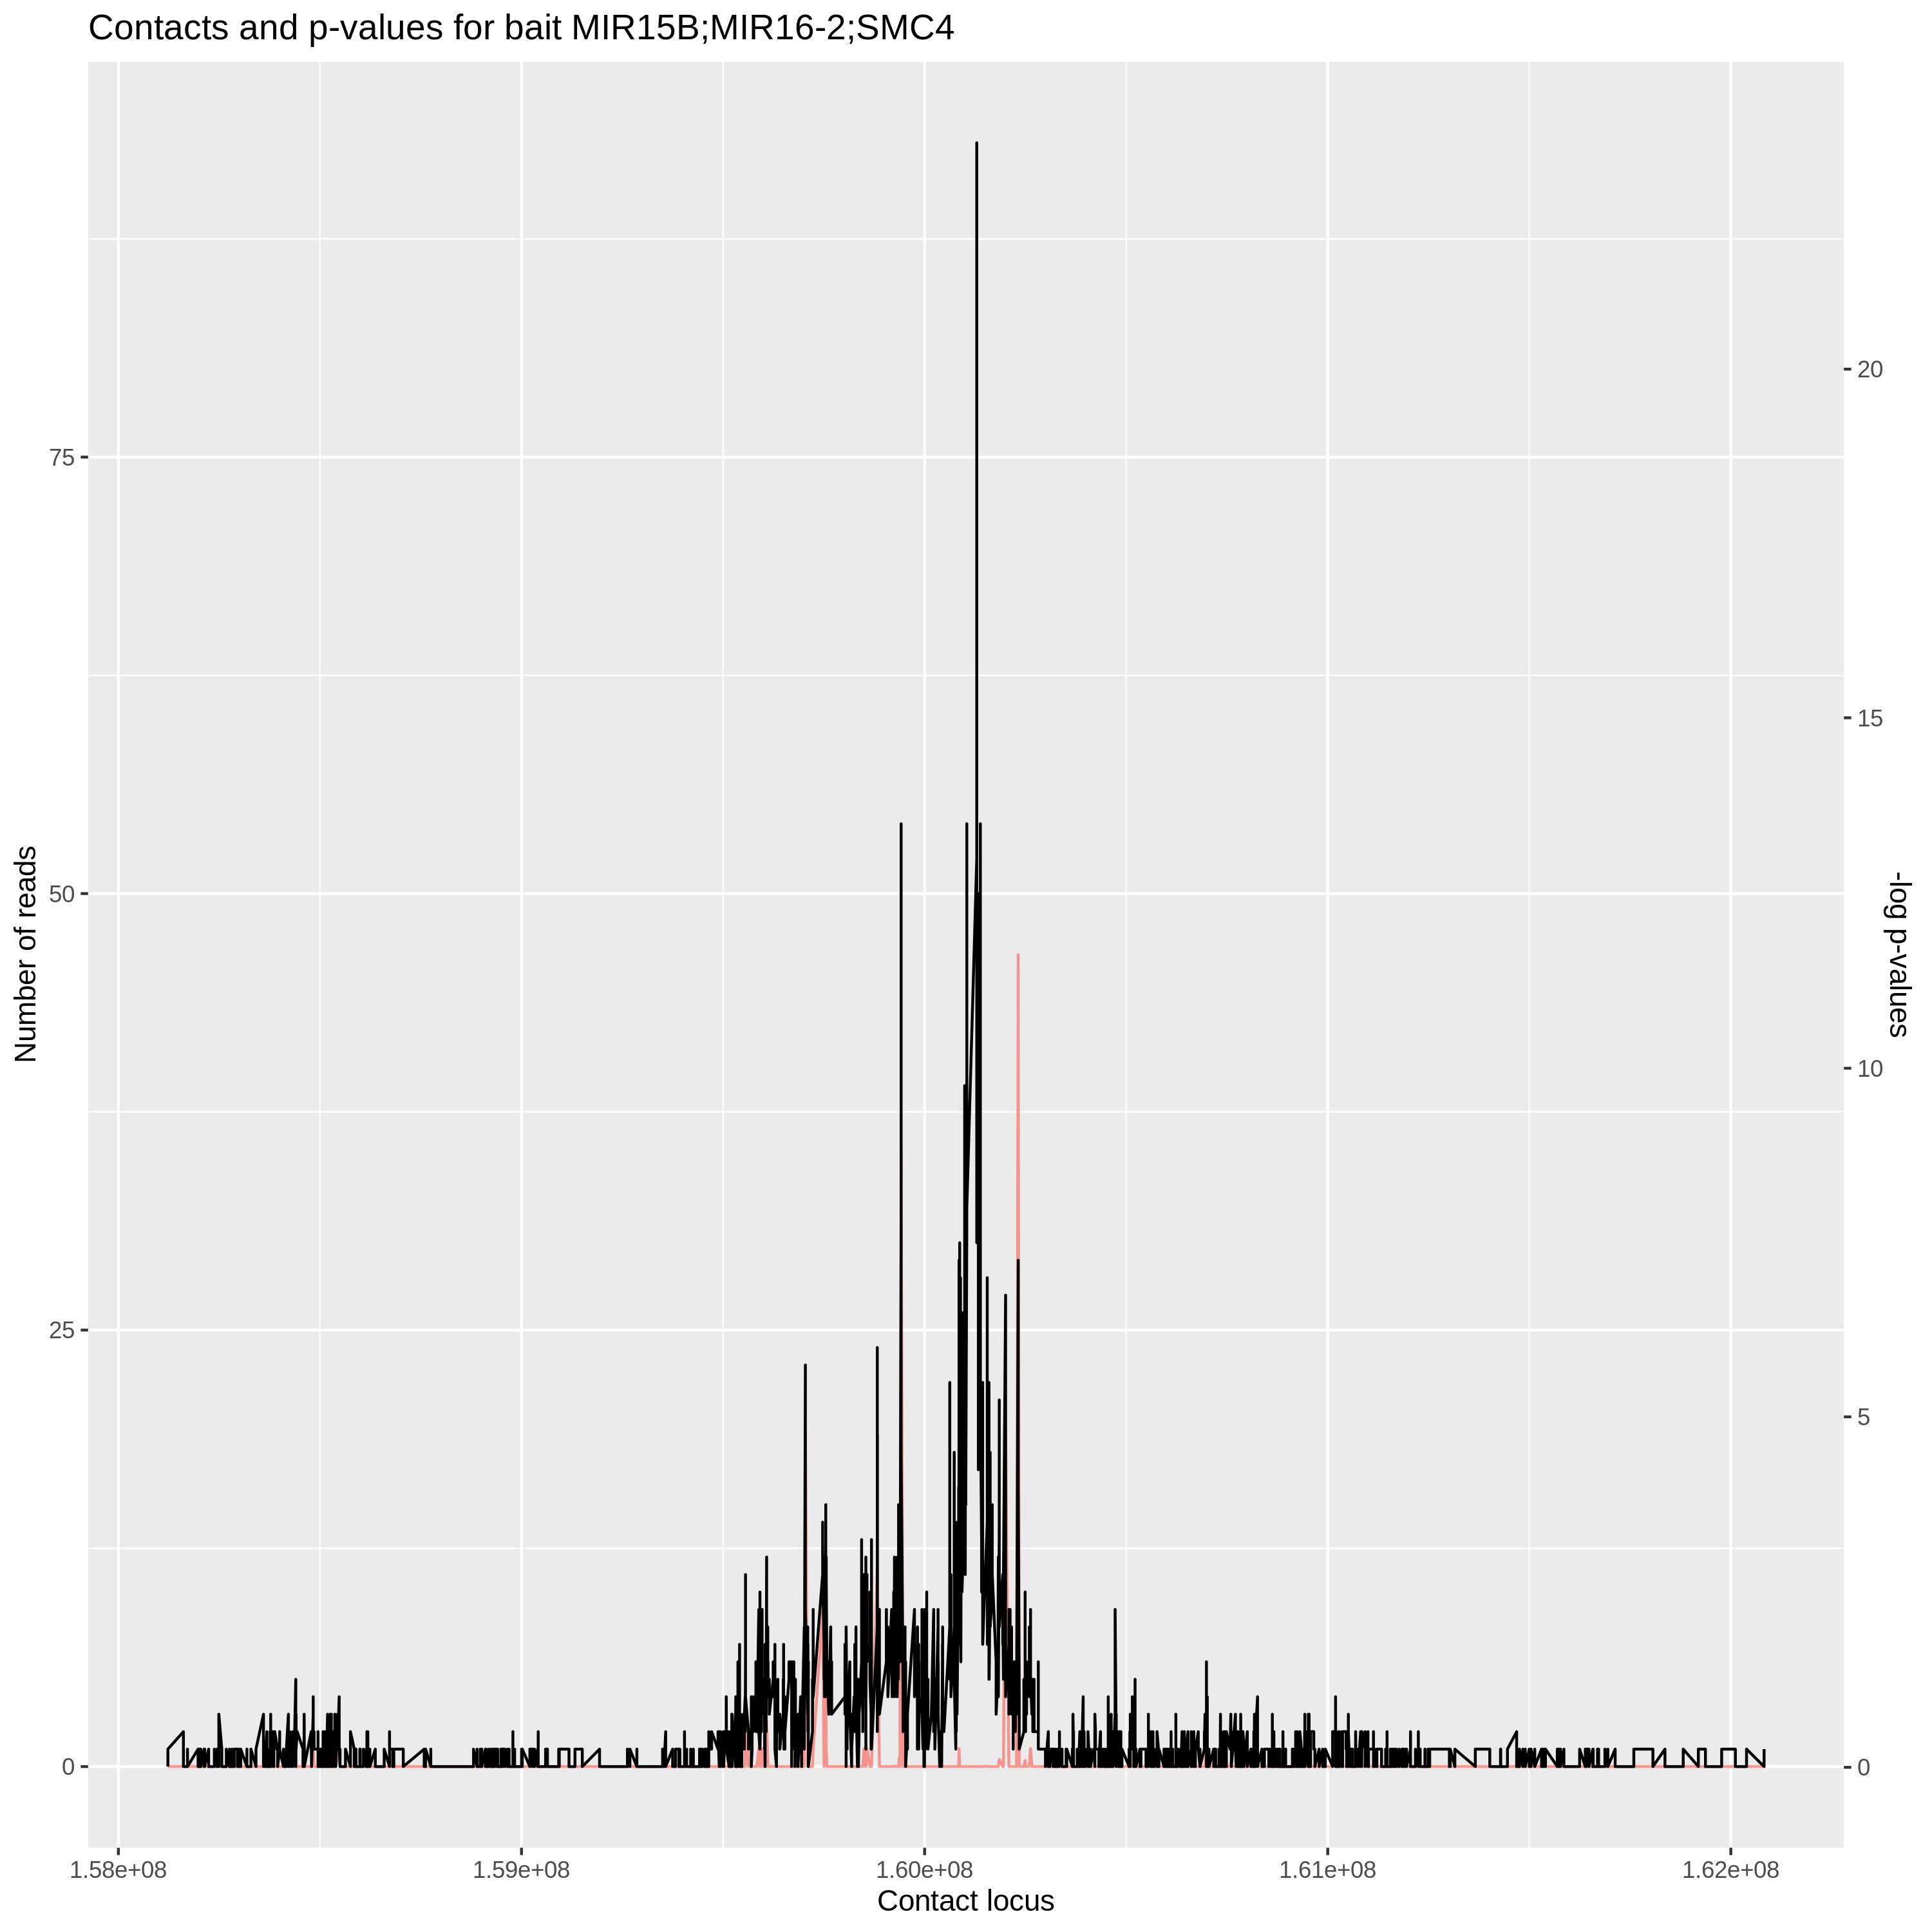 Contacts and p-values for bait MIR15B;MIR16-2;SMC4
Number of reads
75
50
25
0
20
15
10
5
0
-log p-values
1.58e+08 1.59e+08 1.60e+08 1.61e+08 1.62e+08
Contact locus